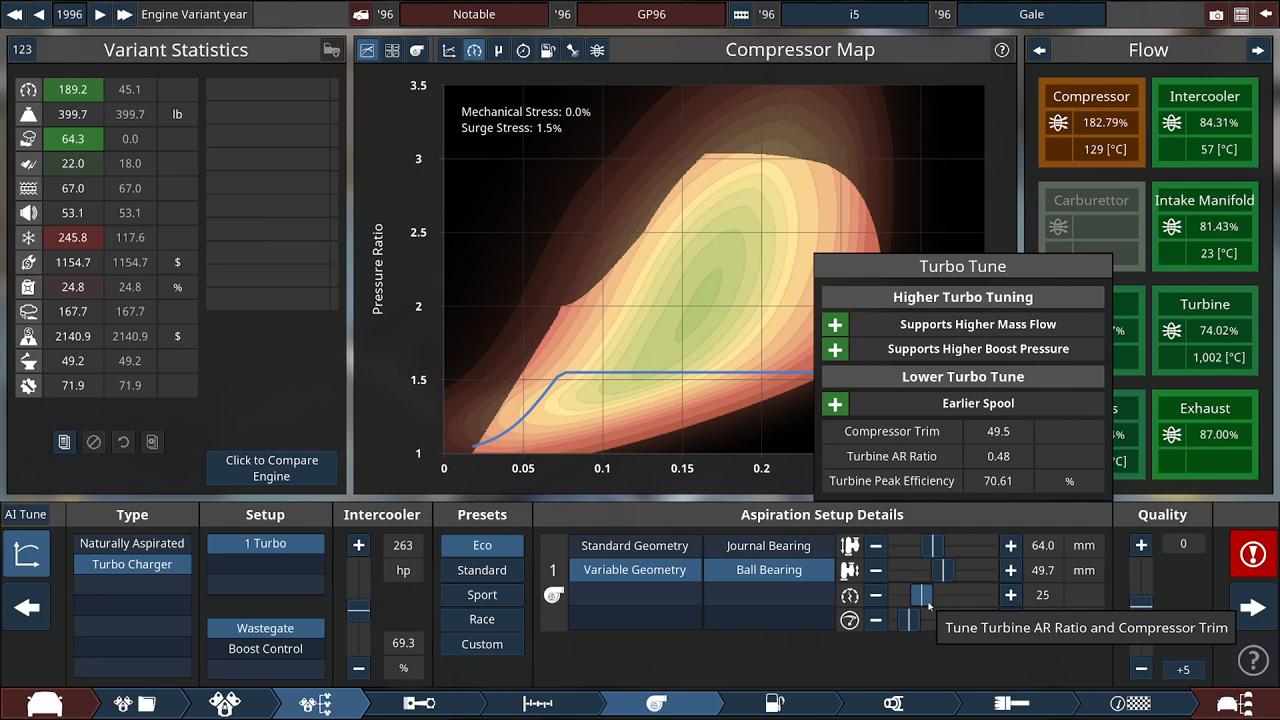 1996
Engine Variant year
'96
Notable
'96
GP96
'96
i5
'96
Gale
123
Variant Statistics
189.2 45.1
399.7 399.7 lb
64.3 0.0
22.0 18.0
67.0 67.0
53.1 53.1
245.8 117.6
1154.7 1154.7 $
24.8 24.8 %
167.7 167.7
2140.9 2140.9 $
49.2 49.2
71.9 71.9
Click to Compare
Engine
Compressor Map
Mechanical Stress: 0.0%
Surge Stress: 1.5%
Pressure Ratio
3.5
3
2.5
2
1.5
1
0 0.05 0.1 0.15 0.2
Flow
Compressor
182.79%
129 [°C]
Intercooler
84.31%
57 [°C]
Carburettor
Intake Manifold
81.43%
23 [°C]
Turbine
74.02%
1,002 [°C]
Exhaust
87.00%
Turbo Tune
Higher Turbo Tuning
Supports Higher Mass Flow
Supports Higher Boost Pressure
Lower Turbo Tune
Earlier Spool
Compressor Trim 49.5
Turbine AR Ratio 0.48
Turbine Peak Efficiency 70.61 %
AI Tune
Type
Naturally Aspirated
Turbo Charger
Setup
1 Turbo
Wastegate
Boost Control
Intercooler
263
hp
69.3
%
Presets
Eco
Standard
Sport
Race
Custom
Aspiration Setup Details
1
Standard Geometry
Variable Geometry
Journal Bearing
Ball Bearing
64.0 mm
49.7 mm
25
Tune Turbine AR Ratio and Compressor Trim
Quality
0
+5